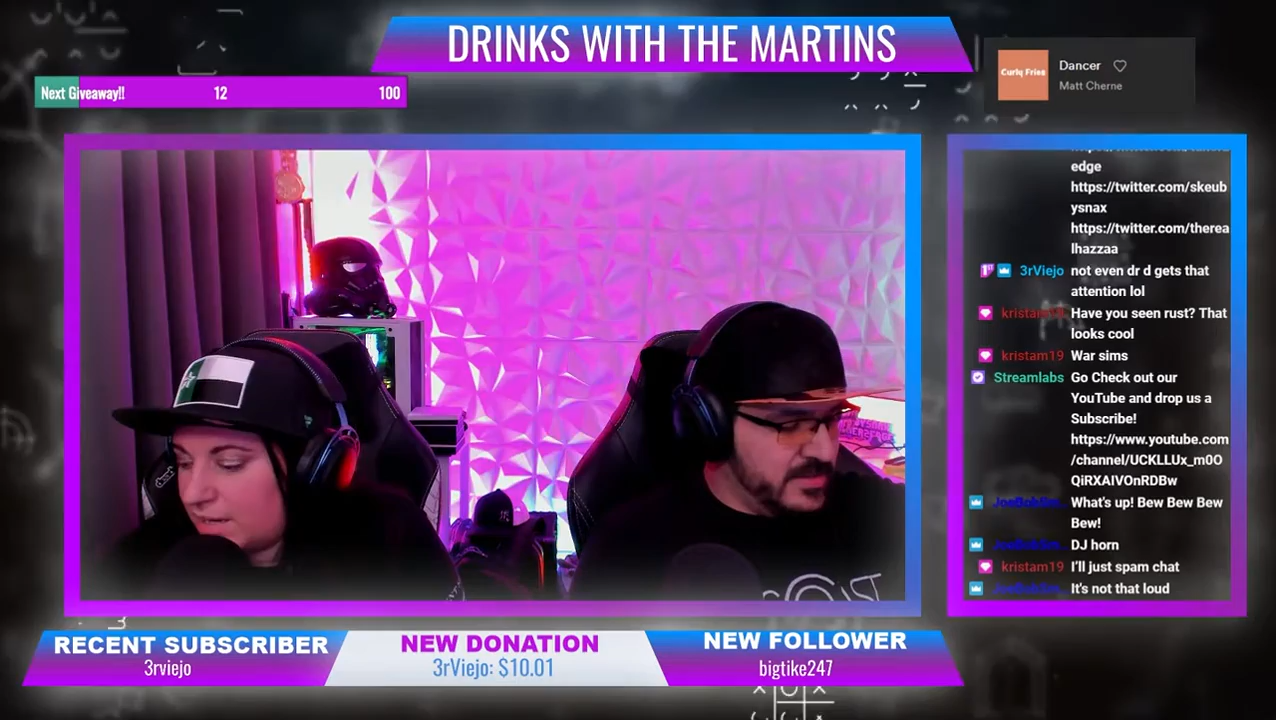 DRINKS WITH THE MARTINS
Next Giveaway!!
12
100
Curly Fries
Dancer
Matt Cherne
edge
https://twitter.com/skeub
ysnax
https://twitter.com/therea
lhazzaa
3rViejo not even dr d gets that
attention lol
kristam19 Have you seen rust? That
looks cool
kristam19 War sims
Streamlabs Go Check out our
YouTube and drop us a
Subscribe!
https://www.youtube.com
/channel/UCKLLUx_m0O
QiRXAIVOnRDBw
What's up! Bew Bew Bew
Bew!
DJ horn
kristam19 I'll just spam chat
It's not that loud
RECENT SUBSCRIBER
3rviejo
NEW DONATION
3rViejo: $10.01
NEW FOLLOWER
bigtike247